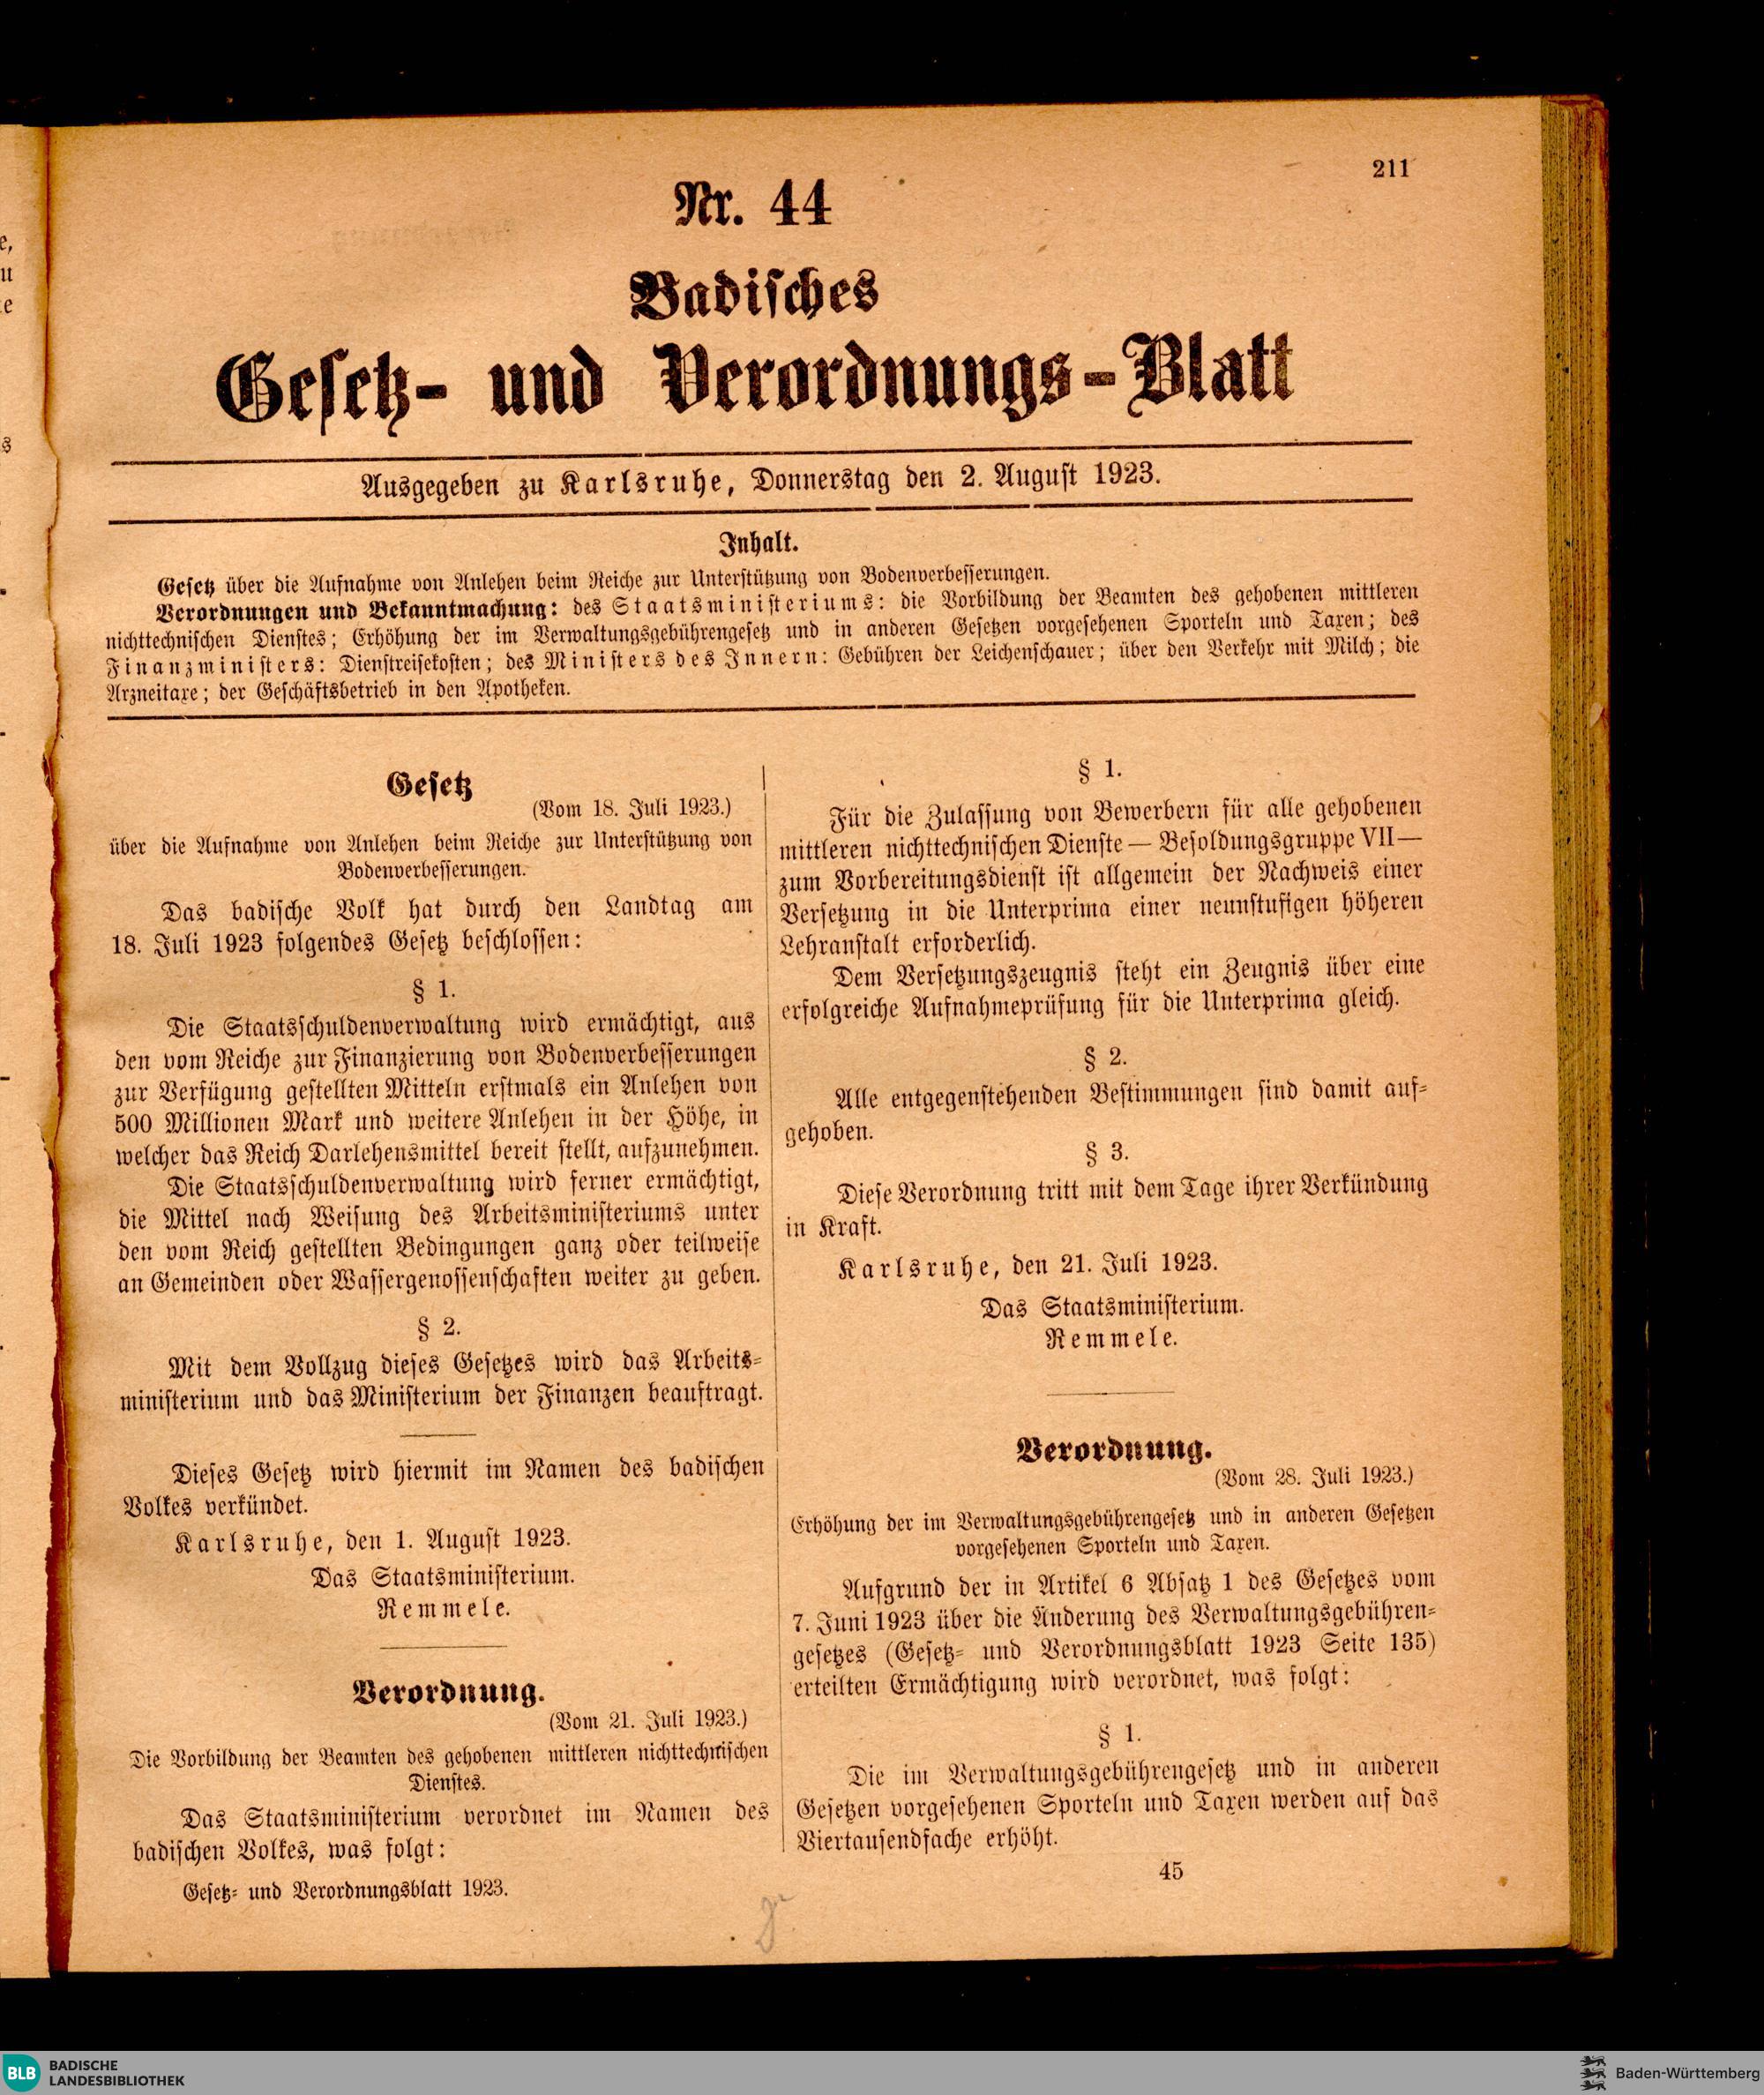 211
Nr. 44
Badisches
Gesetz- und Verordnungs-Blatt
Ausgegeben zu Karlsruhe, Donnerstag den 2. August 1923.
Inhalt.
Gesetz über die Aufnahme von Anlehen beim Reiche zur Unterstützung von Bodenverbesserungen.
Verordnungen und Bekanntmachung: des Staatsministeriums: die Vorbildung der Beamten des gehobenen mittleren
nichttechnischen Dienstes; Erhöhung der im Verwaltungsgebührengesetz und in anderen Gesetzen vorgesehenen Sporteln und Taxen; des
Finanzministers: Dienstreisekosten; des Ministers des Innern: Gebühren der Leichenschauer; über den Verkehr mit Milch; die
Arzneitaxe; der Geschäftsbetrieb in den Apotheken.
Gesetz
(Vom 18. Juli 1923.)
über die Aufnahme von Anlehen beim Reiche zur Unterstützung von
Bodenverbesserungen.
Das badische Volk hat durch den Landtag am
18. Juli 1923 folgendes Gesetz beschlossen:
§ 1.
Die Staatsschuldenverwaltung wird ermächtigt, aus
den vom Reiche zur Finanzierung von Bodenverbesserungen
zur Verfügung gestellten Mitteln erstmals ein Anlehen von
500 Millionen Mark und weitere Anlehen in der Höhe, in
welcher das Reich Darlehensmittel bereit stellt, aufzunehmen.
Die Staatsschuldenverwaltung wird ferner ermächtigt,
die Mittel nach Weisung des Arbeitsministeriums unter
den vom Reich gestellten Bedingungen ganz oder teilweise
an Gemeinden oder Wassergenossenschaften weiter zu geben.
§ 2.
Mit dem Vollzug dieses Gesetzes wird das Arbeits-
ministerium und das Ministerium der Finanzen beauftragt.
Dieses Gesetz wird hiermit im Namen des badischen
Volkes verkündet.
Karlsruhe, den 1. August 1923.
Das Staatsministerium.
Remmele.
Verordnung.
(Vom 21. Juli 1923.)
Die Vorbildung der Beamten des gehobenen mittleren nichttechnischen
Dienstes.
Das Staatsministerium verordnet im Namen des
badischen Volkes, was folgt:
Gesetz- und Verordnungsblatt 1923.
§ 1.
Für die Zulassung von Bewerbern für alle gehobenen
mittleren nichttechnischen Dienste — Besoldungsgruppe VII —
zum Vorbereitungsdienst ist allgemein der Nachweis einer
Versetzung in die Unterprima einer neunstufigen höheren
Lehranstalt erforderlich.
Dem Versetzungszeugnis steht ein Zeugnis über eine
erfolgreiche Aufnahmeprüfung für die Unterprima gleich.
§ 2.
Alle entgegenstehenden Bestimmungen sind damit auf-
gehoben.
§ 3.
Diese Verordnung tritt mit dem Tage ihrer Verkündung
in Kraft.
Karlsruhe, den 21. Juli 1923.
Das Staatsministerium.
Remmele.
Verordnung.
(Vom 28. Juli 1923.)
Erhöhung der im Verwaltungsgebührengesetz und in anderen Gesetzen
vorgesehenen Sporteln und Taxen.
Aufgrund der in Artikel 6 Absatz 1 des Gesetzes vom
7. Juni 1923 über die Änderung des Verwaltungsgebühren-
gesetzes (Gesetz- und Verordnungsblatt 1923 Seite 135)
erteilten Ermächtigung wird verordnet, was folgt:
§ 1.
Die im Verwaltungsgebührengesetz und in anderen
Gesetzen vorgesehenen Sporteln und Taxen werden auf das
Viertausendfache erhöht.
45
BLB BADISCHE
LANDESBIBLIOTHEK
Baden-Württemberg